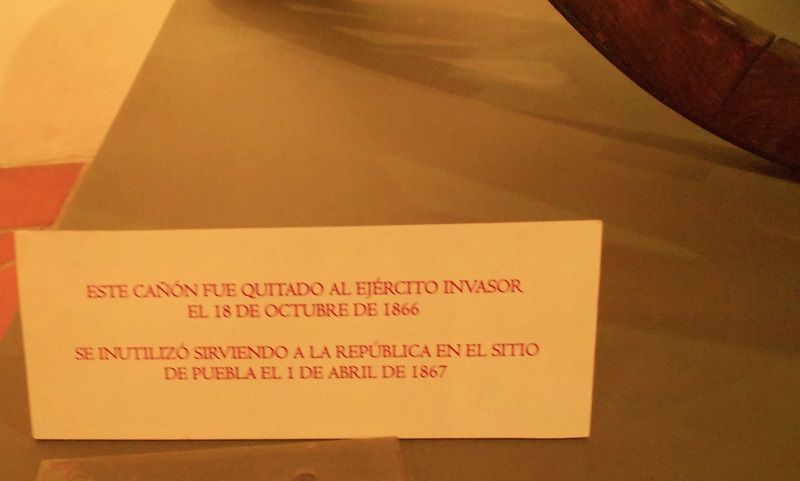 ESTE CAÑÓN FUE QUITADO AL EJÉRCITO INVASOR
EL 18 DE OCTUBRE DE 1866
SE INUTILIZÓ SIRVIENDO A LA REPÚBLICA EN EL SITIO
DE PUEBLA EL 1 DE ABRIL DE 1867